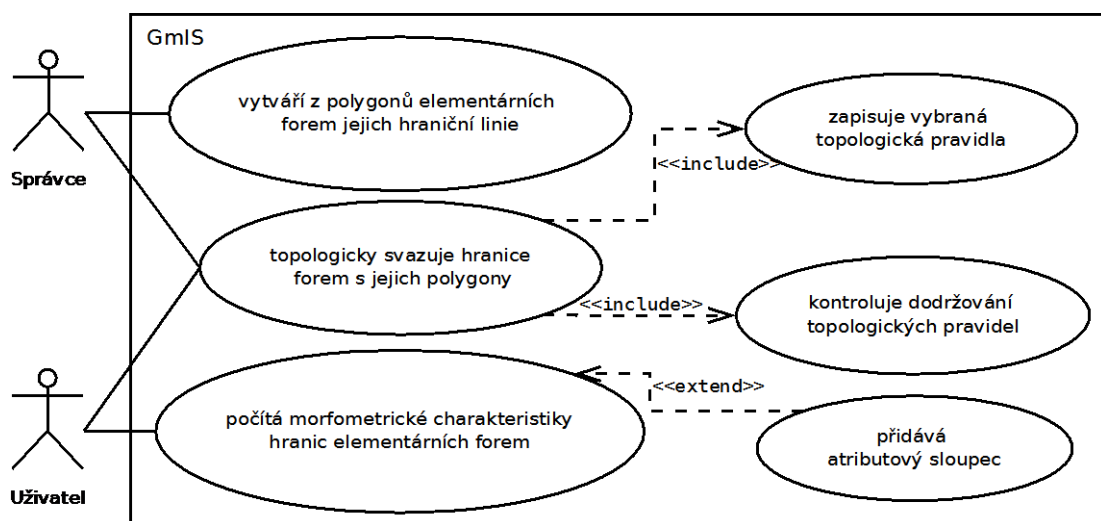 GmIS
vytváří z polygonů elementárních
forem jejich hraniční linie
zapisuje vybraná
topologická pravidla
<<include>>
Správce
topologicky svazuje hranice
forem s jejich polygony
<<include>>
kontroluje dodržování
topologických pravidel
<<extend>>
počítá morfometrické charakteristiky
hranic elementárních forem
přidává
atributový sloupec
Uživatel